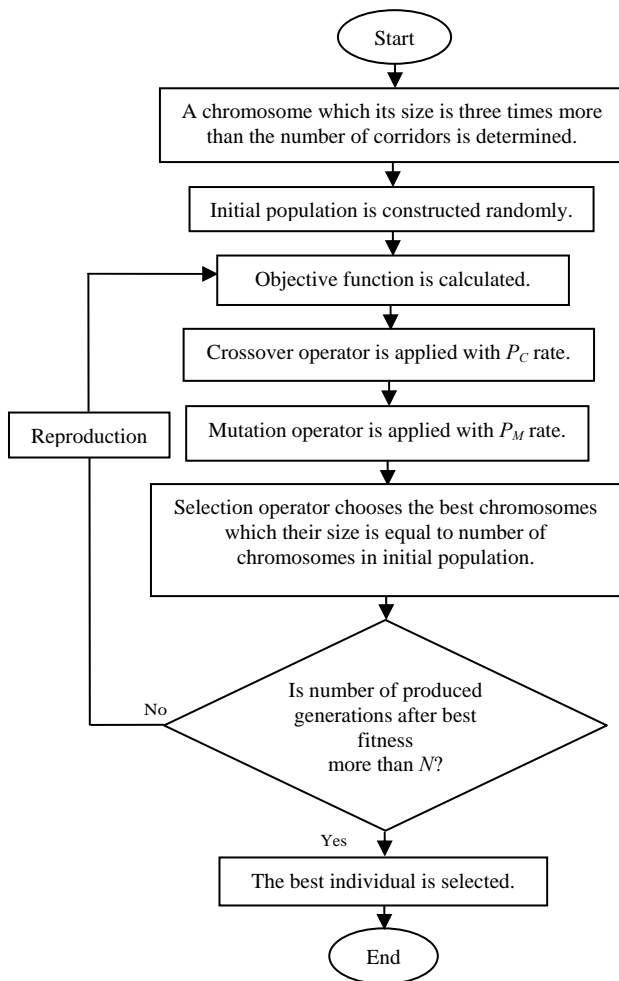 Start
A chromosome which its size is three times more
than the number of corridors is determined.
Initial population is constructed randomly.
Objective function is calculated.
Crossover operator is applied with P_C rate.
Reproduction
Mutation operator is applied with P_M rate.
Selection operator chooses the best chromosomes
which their size is equal to number of
chromosomes in initial population.
Is number of produced
generations after best
fitness
more than N?
No
Yes
The best individual is selected.
End